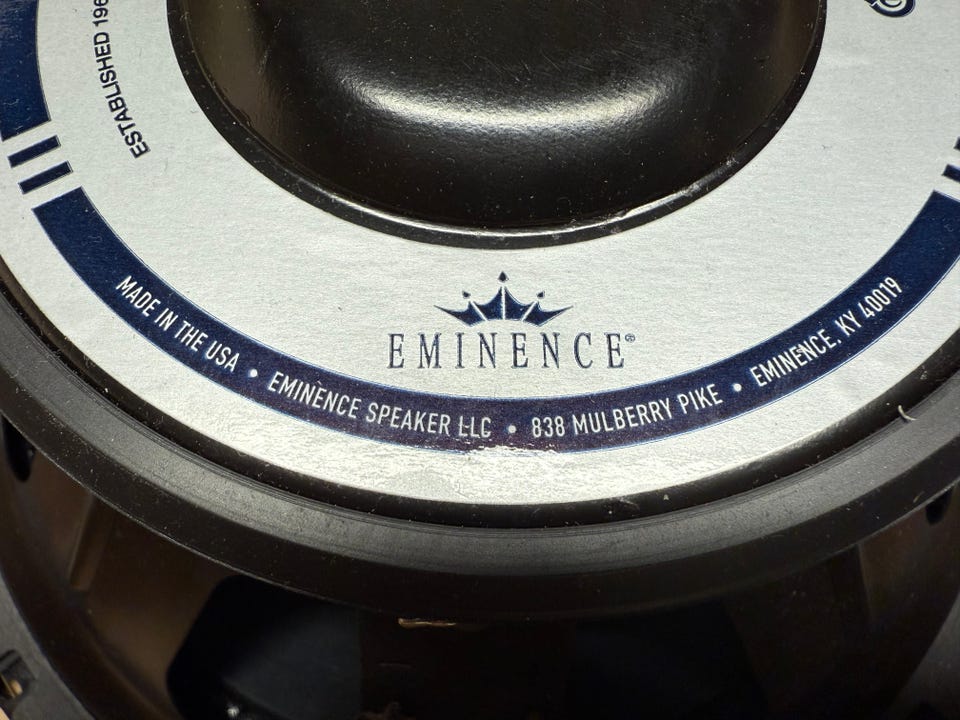 ESTABLISHED
EMINENCE®
MADE IN THE USA • EMINENCE SPEAKER LLC • 838 MULBERRY PIKE • EMINENCE, KY 40019